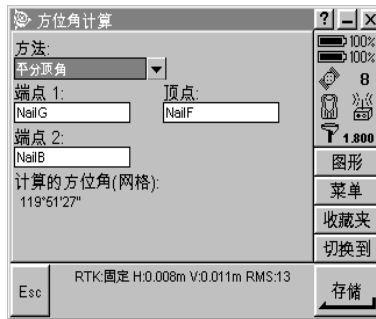 方位角计算
? – ×
方法:
平分顶角
端点 1:
顶点:
NailG
NailF
端点 2:
NailB
计算的方位角(网格):
119°51'27"
100%
100%
8
1.800
图形
菜单
收藏夹
切换到
Esc
RTK:固定 H:0.008m V:0.011m RMS:13
存储